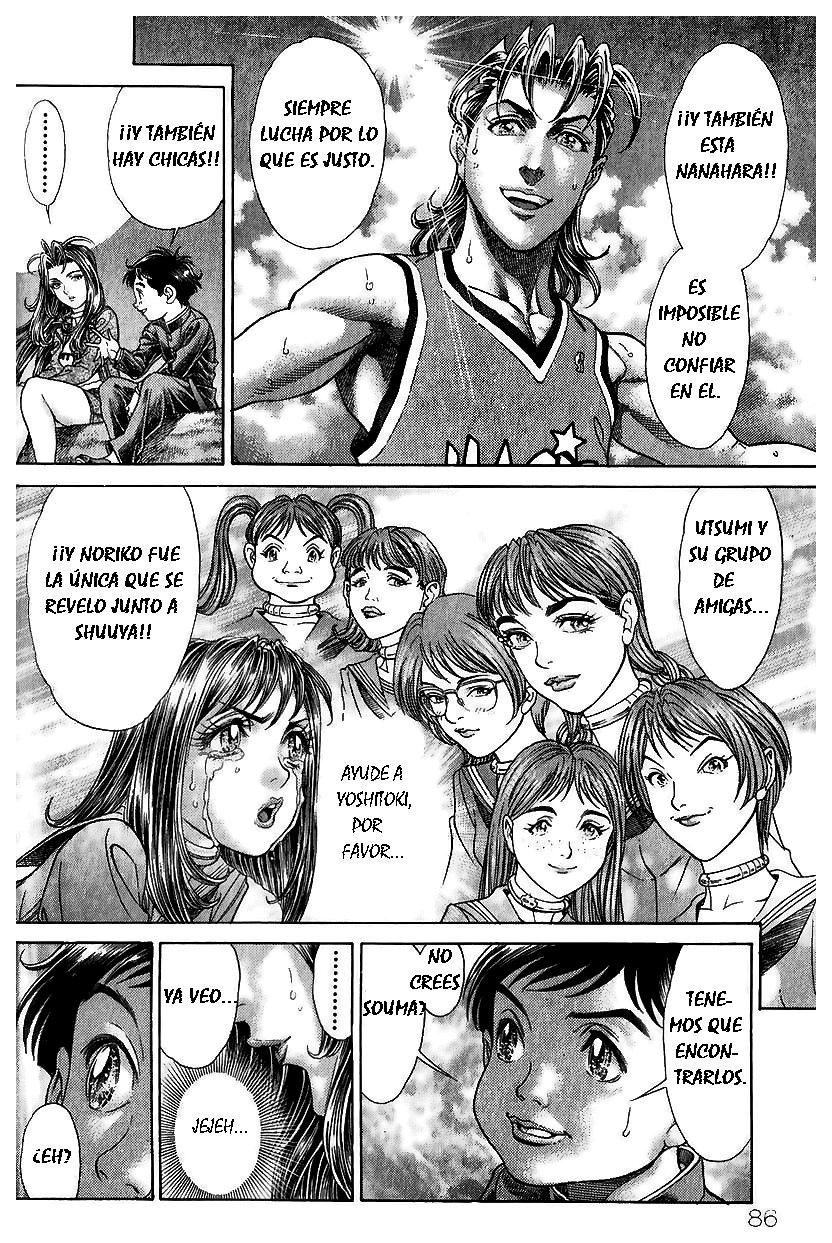 ¡¡Y TAMBIÉN
ESTA
NANAHARA!!
ES
IMPOSIBLE
NO
CONFIAR
EN EL.
SIEMPRE
LUCHA POR LO
QUE ES JUSTO.
¡¡Y TAMBIÉN
HAY CHICAS!!
.........
UTSUMI Y
SU GRUPO
DE
AMIGAS...
¡¡Y NORIKO FUE
LA ÚNICA QUE SE
REVELO JUNTO A
SHUUYA!!
AYUDE A
YOSHITOKI,
POR
FAVOR...
TENE-
MOS QUE
ENCON-
TRARLOS.
NO
CREES
SOUMA?
.........
YA VEO...
JEJEH...
¿EH?
86